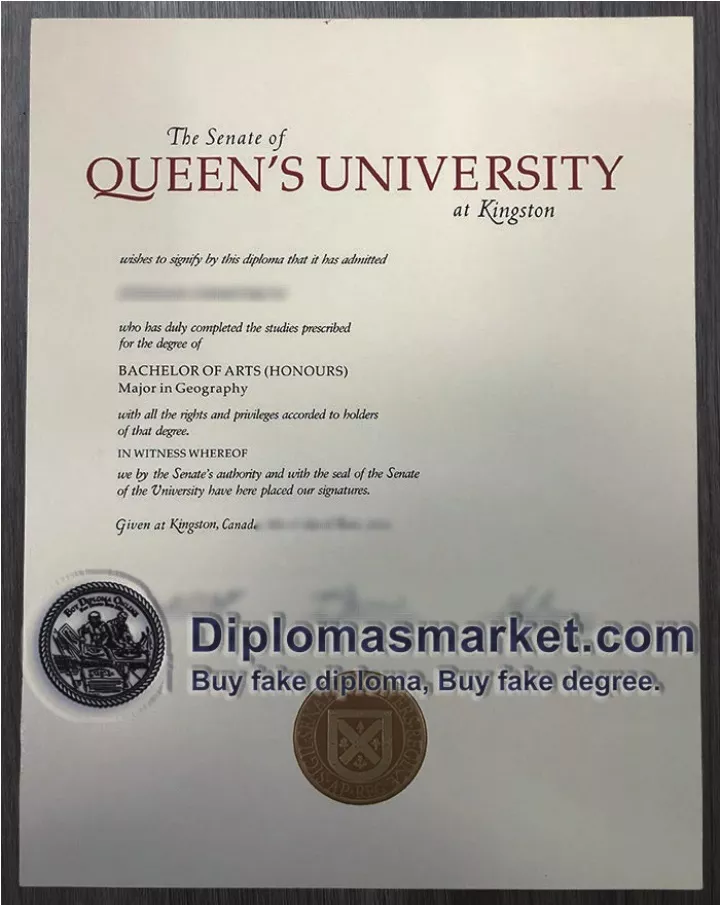 The Senate of
QUEEN'S UNIVERSITY
at Kingston
wishes to signify by this diploma that it has admitted
who has duly completed the studies prescribed
for the degree of
BACHELOR OF ARTS (HONOURS)
Major in Geography
with all the rights and privileges accorded to holders
of that degree.
IN WITNESS WHEREOF
we by the Senate's authority and with the seal of the Senate
of the University have here placed our signatures.
Given at Kingston,
BUY DIPLOMA ONLINE
Diplomasmarket.com
Buy fake diploma, Buy fake degree.